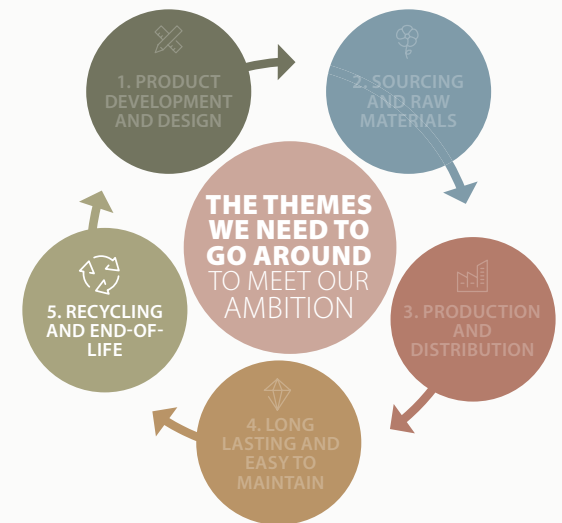 1. PRODUCT
DEVELOPMENT
AND DESIGN
2. SOURCING
AND RAW
MATERIALS
THE THEMES
WE NEED TO
GO AROUND
TO MEET OUR
AMBITION
3. PRODUCTION
AND
DISTRIBUTION
4. LONG
LASTING AND
EASY TO
MAINTAIN
5. RECYCLING
AND END-OF-
LIFE